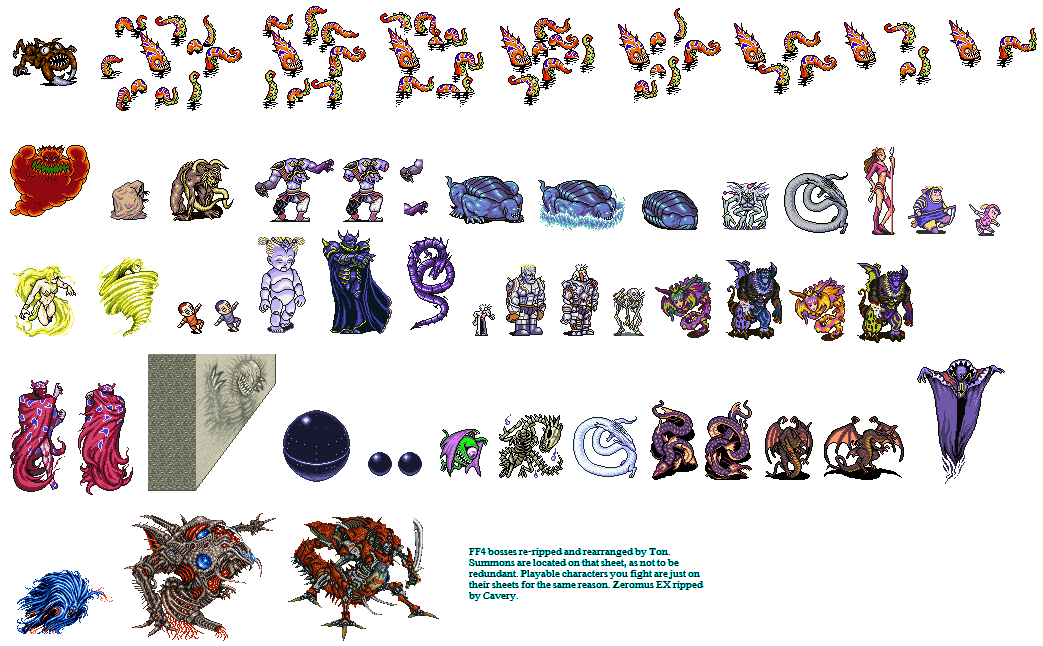 FF4 bosses re-ripped and rearranged by Ton.
Summons are located on that sheet, as not to be
redundant. Playable characters you fight are just on
their sheets for the same reason. Zeromus EX ripped
by Cavery.